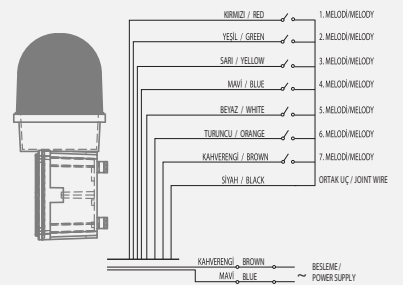 KIRMIZI / RED 1. MELODİ/MELODY
YEŞİL / GREEN 2. MELODİ/MELODY
SARI / YELLOW 3. MELODİ/MELODY
MAVİ / BLUE 4. MELODİ/MELODY
BEYAZ / WHITE 5. MELODİ/MELODY
TURUNCU / ORANGE 6. MELODİ/MELODY
KAHVERENGİ / BROWN 7. MELODİ/MELODY
SİYAH / BLACK ORTAK UÇ / JOINT WIRE
KAHVERENGİ BROWN BESLEME /
MAVİ BLUE ~ POWER SUPPLY